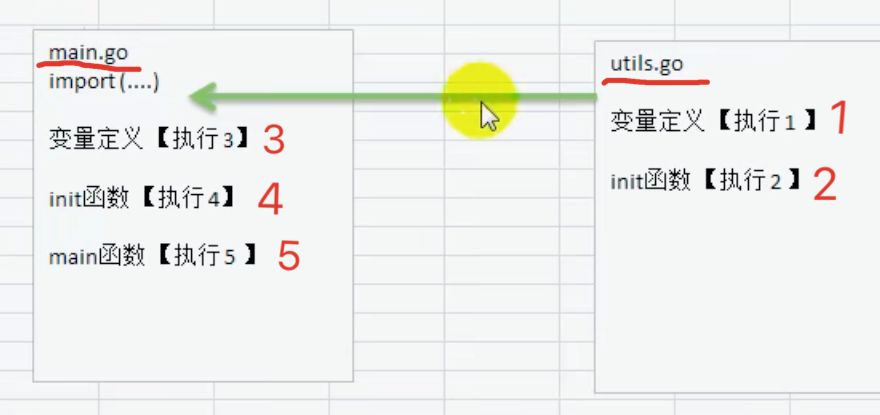 main.go
import (....)
变量定义【执行3】 3
init函数【执行4】 4
main函数【执行5 】 5
utils.go
变量定义【执行1 】 1
init函数【执行2 】 2